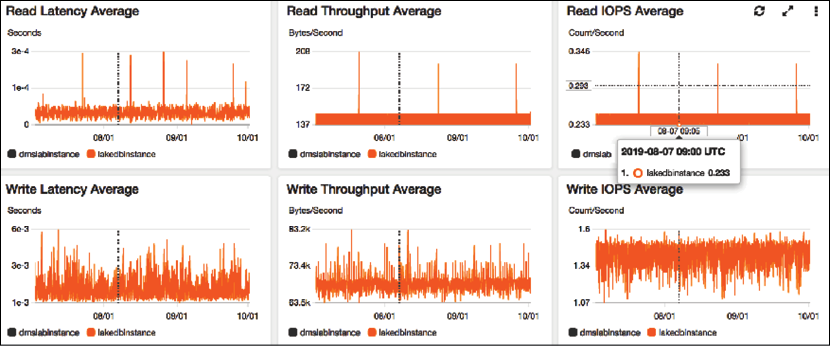 Read Latency Average
Seconds
3e-4
1e-4
0
08/01 09/01 10/01
dmslabinstance lakedbinstance
Read Throughput Average
Bytes/Second
208
172
137
08/01 09/01 10/01
dmslabinstance lakedbinstance
Read IOPS Average
Count/Second
0.346
0.293
0.233
08-07 09:05
10/01
dmslab
2019-08-07 09:00 UTC
1. lakedbinstance 0.233
Write Latency Average
Seconds
6e-3
3e-3
1e-3
08/01 09/01 10/01
dmslabinstance lakedbinstance
Write Throughput Average
Bytes/Second
83.2k
73.4k
63.5k
08/01 09/01 10/01
dmslabinstance lakedbinstance
Write IOPS Average
Count/Second
1.6
1.34
1.07
08/01 09/01 10/01
dmslabinstance lakedbinstance